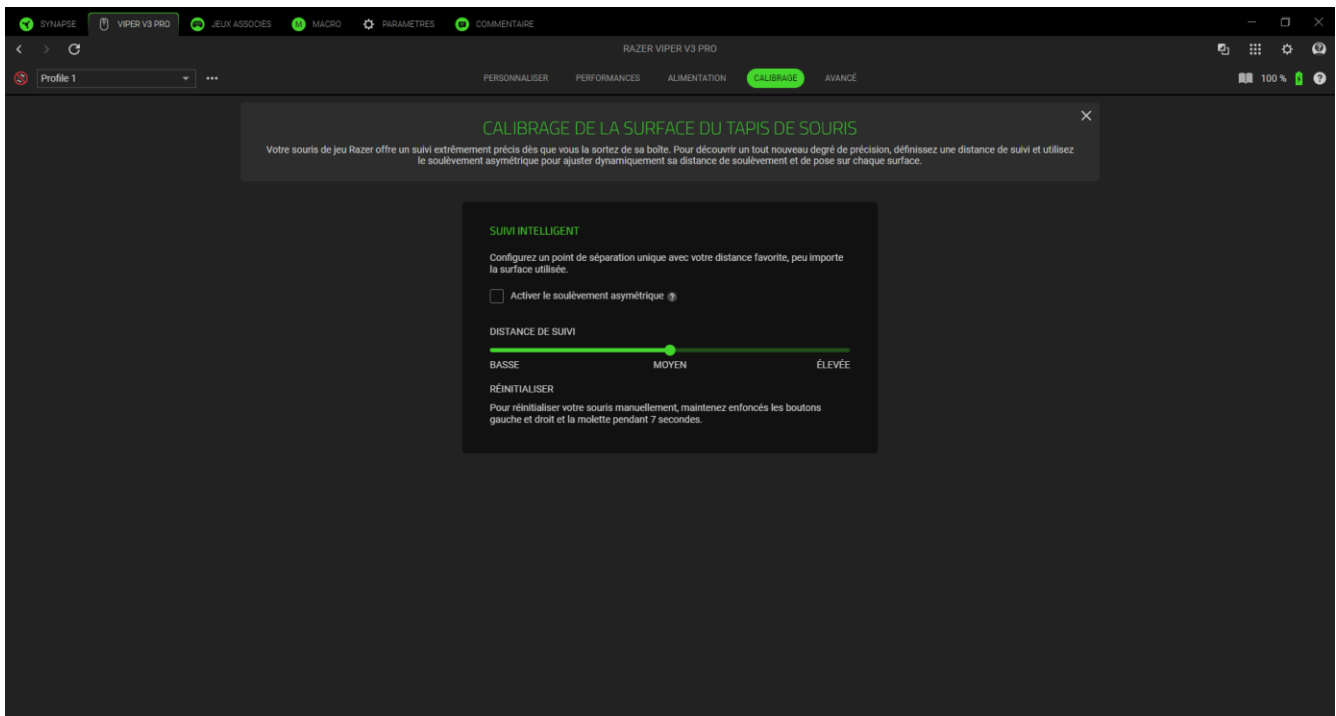 SYNAPSE VIPER V3 PRO JEUX ASSOCIÉS MACRO PARAMÈTRES COMMENTAIRE
RAZER VIPER V3 PRO
Profile 1 PERSONNALISER PERFORMANCES ALIMENTATION CALIBRAGE AVANCÉ 100 %
CALIBRAGE DE LA SURFACE DU TAPIS DE SOURIS
Votre souris de jeu Razer offre un suivi extrêmement précis dès que vous la sortez de sa boîte. Pour découvrir un tout nouveau degré de précision, définissez une distance de suivi et utilisez
le soulèvement asymétrique pour ajuster dynamiquement sa distance de soulèvement et de pose sur chaque surface.
SUIVI INTELLIGENT
Configurez un point de séparation unique avec votre distance favorite, peu importe
la surface utilisée.
Activer le soulèvement asymétrique ?
DISTANCE DE SUIVI
BASSE MOYEN ÉLEVÉE
RÉINITIALISER
Pour réinitialiser votre souris manuellement, maintenez enfoncés les boutons
gauche et droit et la molette pendant 7 secondes.